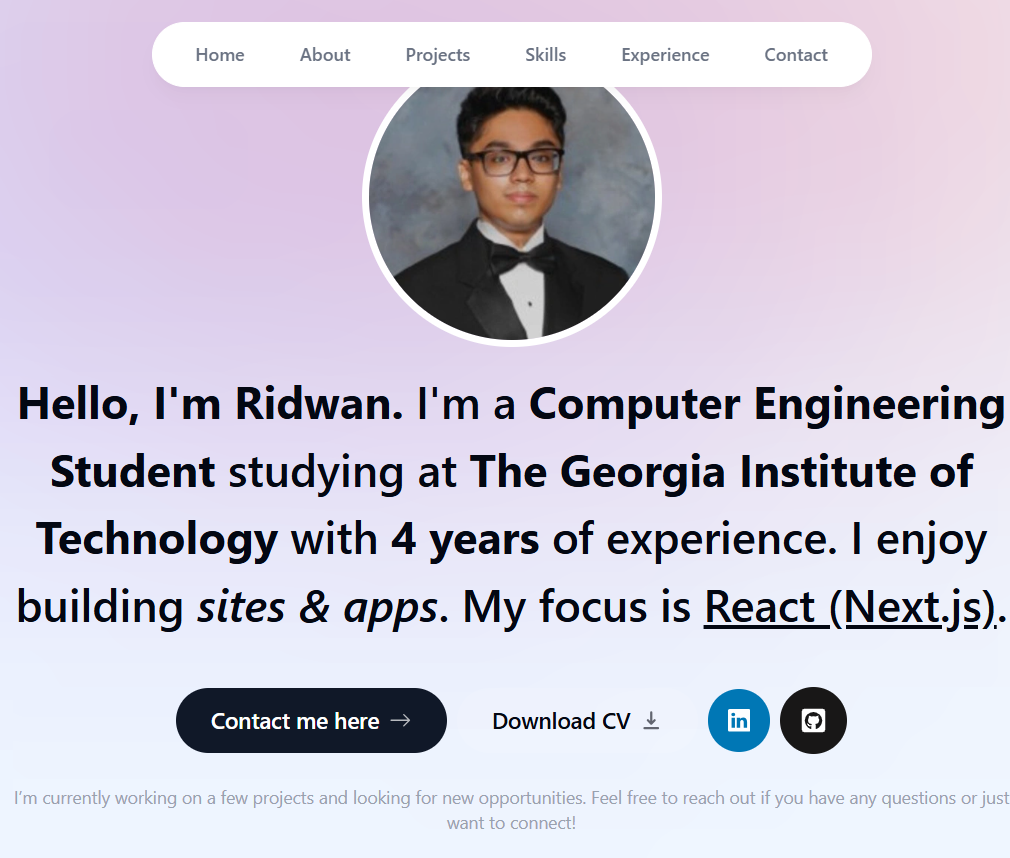 Home About Projects Skills Experience Contact
Hello, I'm Ridwan. I'm a Computer Engineering
Student studying at The Georgia Institute of
Technology with 4 years of experience. I enjoy
building sites & apps. My focus is React (Next.js).
Contact me here Download CV in
I’m currently working on a few projects and looking for new opportunities. Feel free to reach out if you have any questions or just
want to connect!